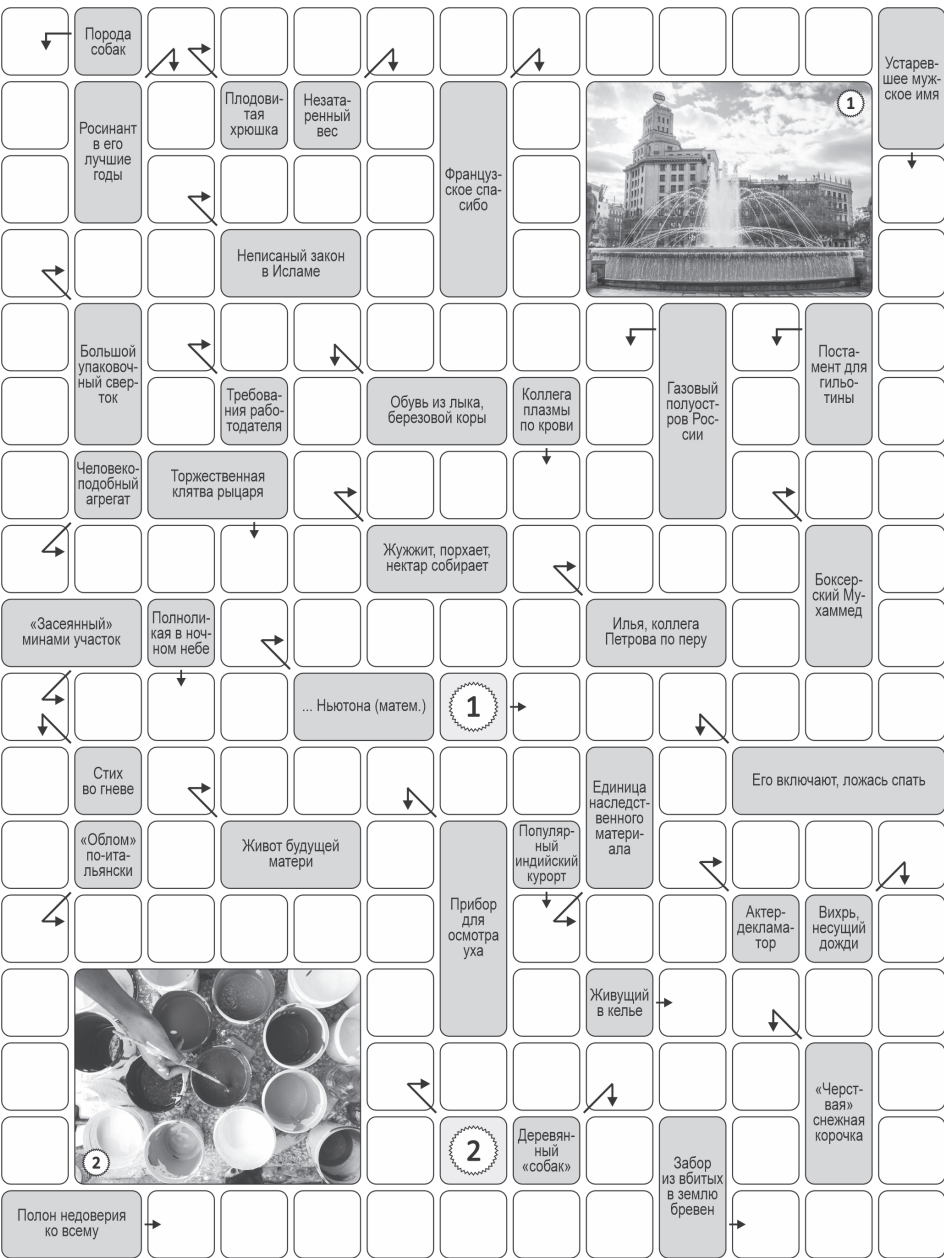 Порода
собак
Устарев-
шее муж-
ское имя
Росинант
в его
лучшие
годы
Плодови-
тая
хрюшка
Незата-
ренный
вес
Француз-
ское спа-
сибо
1
Неписаный закон
в Исламе
Большой
упаковоч-
ный свер-
ток
Требова-
ния рабо-
тодателя
Обувь из лыка,
березовой коры
Коллега
плазмы
по крови
Газовый
полуост-
ров Рос-
сии
Поста-
мент для
гильо-
тины
Человеко-
подобный
агрегат
Торжественная
клятва рыцаря
Жужжит, порхает,
нектар собирает
Боксер-
ский Му-
хаммед
«Засеянный»
минами участок
Полноли-
кая в ноч-
ном небе
Илья, коллега
Петрова по перу
... Ньютона (матем.)
1
Стих
во гневе
Единица
наследст-
венного
матери-
ала
Его включают, ложась спать
«Облом»
по-ита-
льянски
Живот будущей
матери
Прибор
для
осмотра
уха
Популяр-
ный
индийский
курорт
Актер-
деклама-
тор
Вихрь,
несущий
дожди
Живущий
в келье
«Черст-
вая»
снежная
корочка
2
2
Деревян-
ный
«собак»
Забор
из вбитых
в землю
бревен
Полон недоверия
ко всему